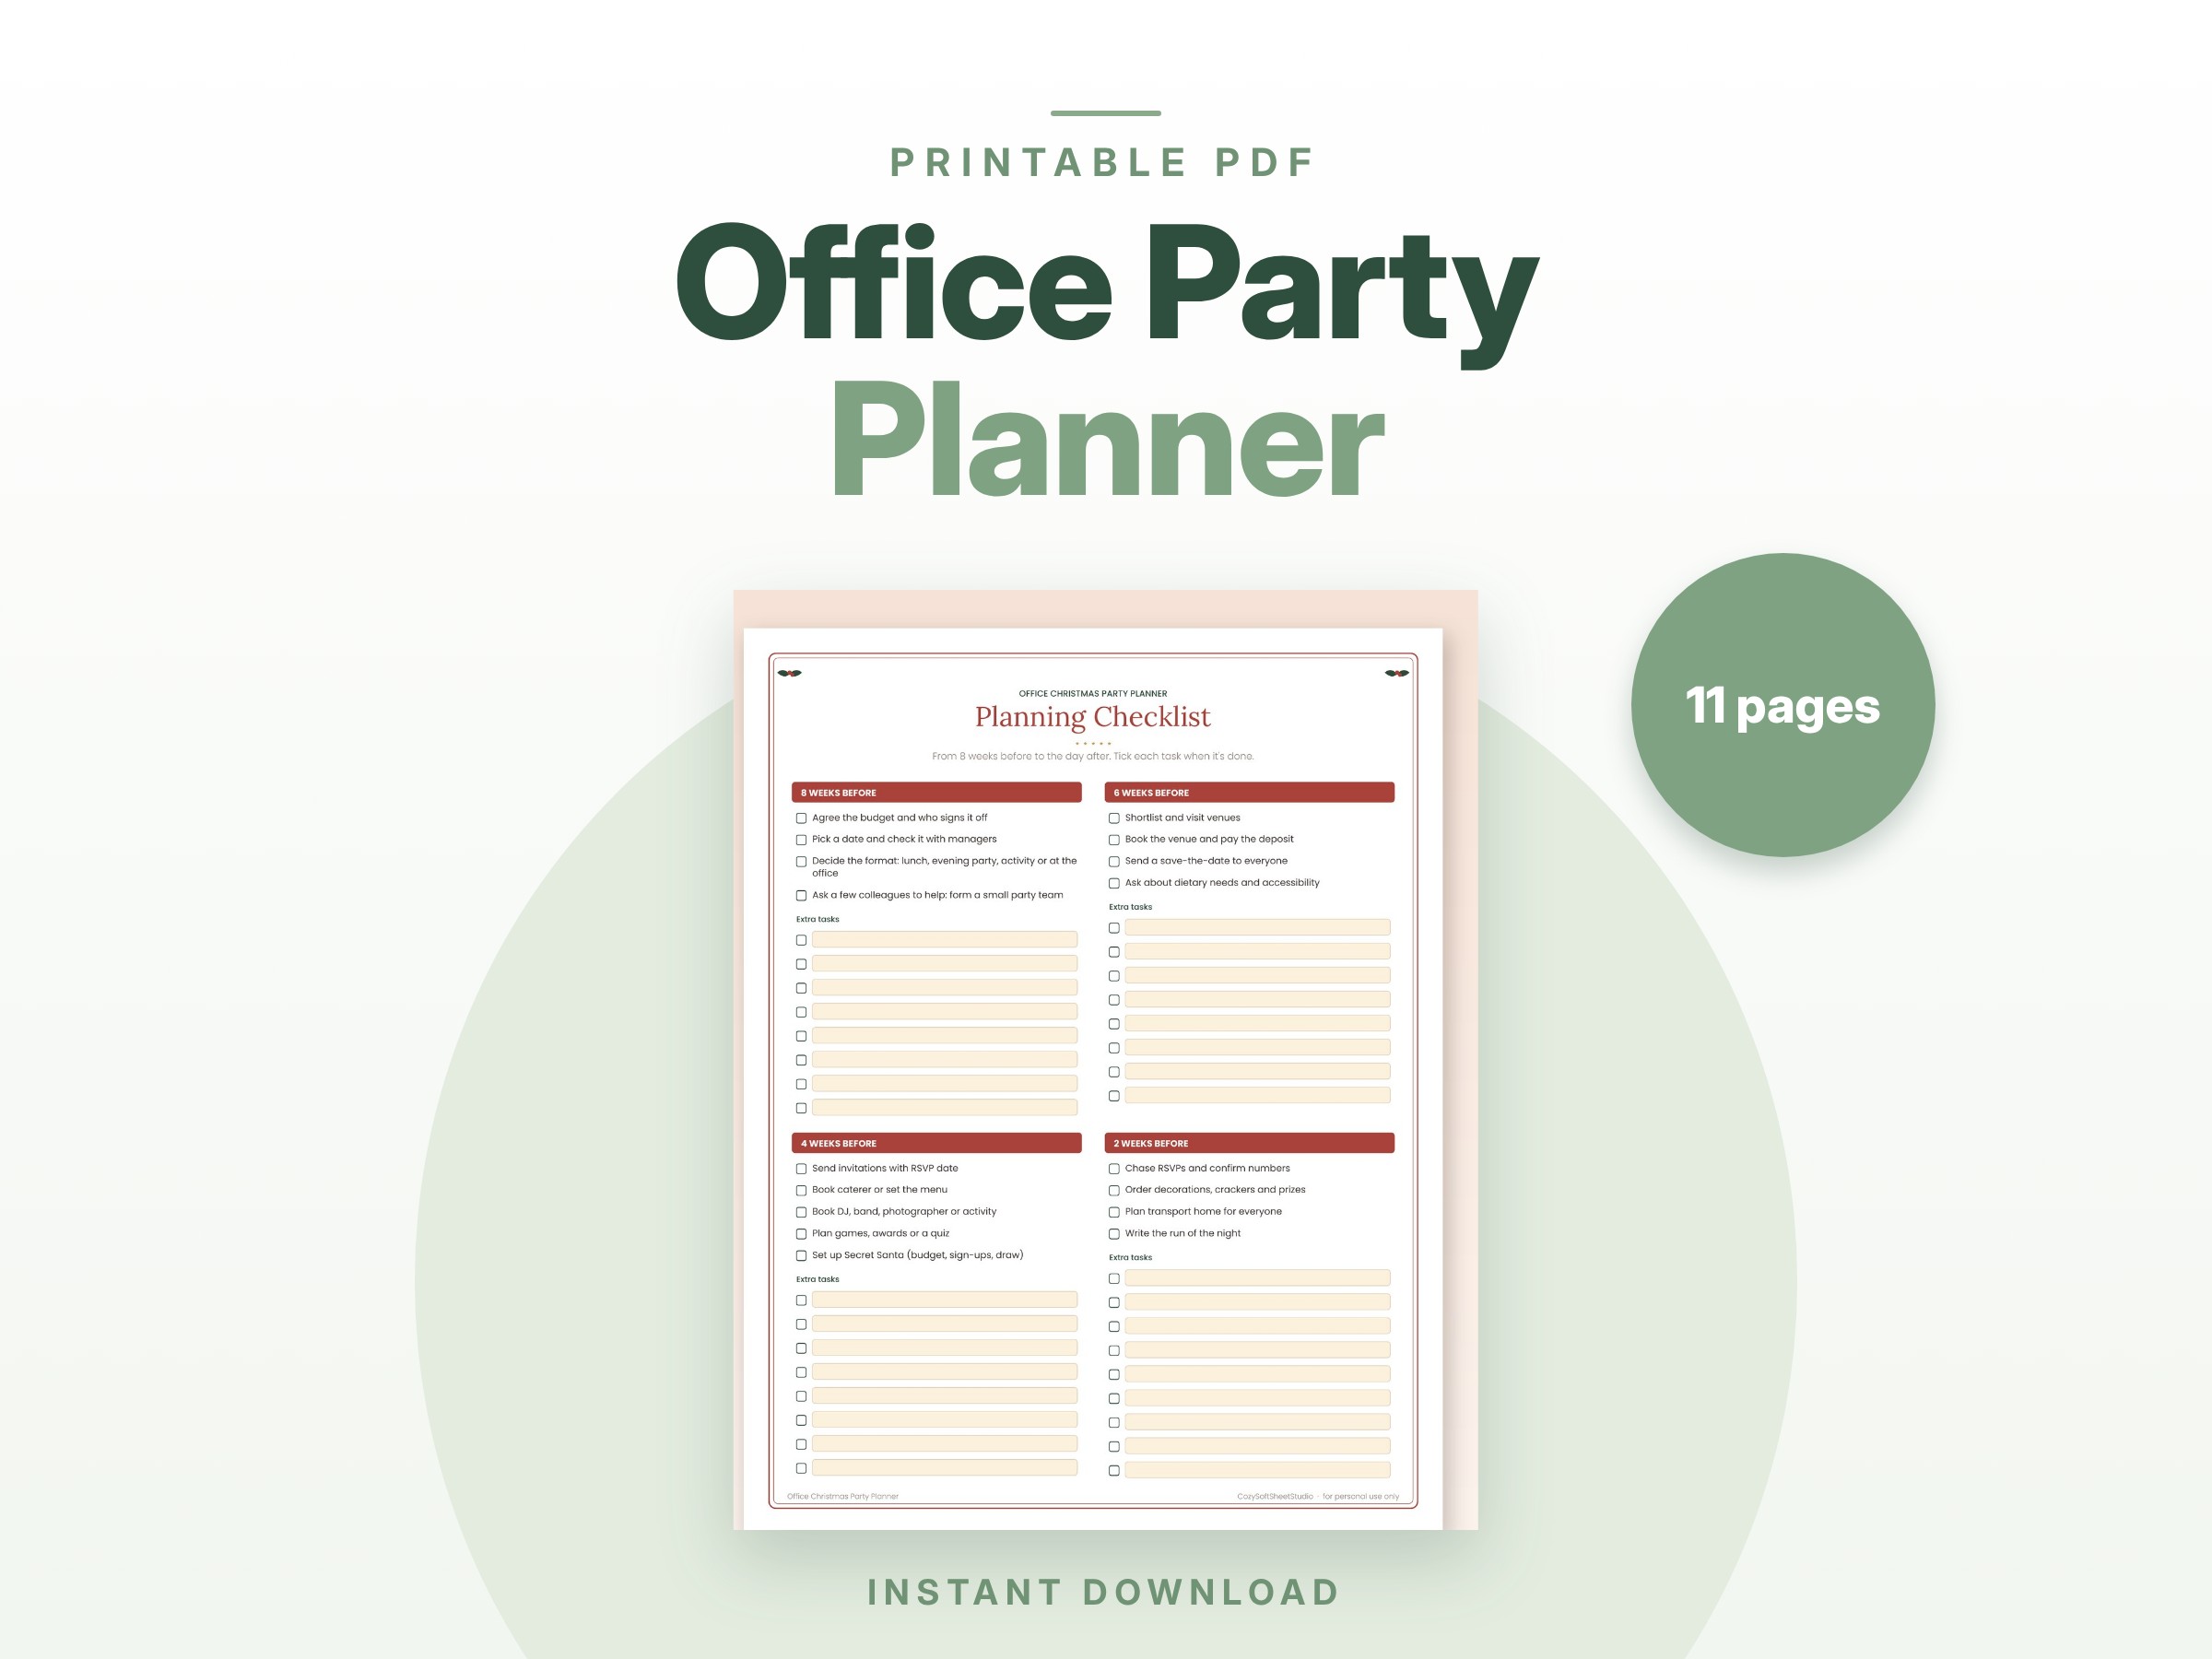 PRINTABLE PDF
Office Party
Planner
11 pages
OFFICE CHRISTMAS PARTY PLANNER
Planning Checklist
From 8 weeks before to the day after. Tick each task when it's done.
8 WEEKS BEFORE
Agree the budget and who signs it off
Pick a date and check it with managers
Decide the format: lunch, evening party, activity or at the
office
Ask a few colleagues to help: form a small party team
Extra tasks
6 WEEKS BEFORE
Shortlist and visit venues
Book the venue and pay the deposit
Send a save-the-date to everyone
Ask about dietary needs and accessibility
Extra tasks
4 WEEKS BEFORE
Send invitations with RSVP date
Book caterer or set the menu
Book DJ, band, photographer or activity
Plan games, awards or a quiz
Set up Secret Santa (budget, sign-ups, draw)
Extra tasks
2 WEEKS BEFORE
Chase RSVPs and confirm numbers
Order decorations, crackers and prizes
Plan transport home for everyone
Write the run of the night
Extra tasks
Office Christmas Party Planner
CozySoftSheetStudio · for personal use only
INSTANT DOWNLOAD